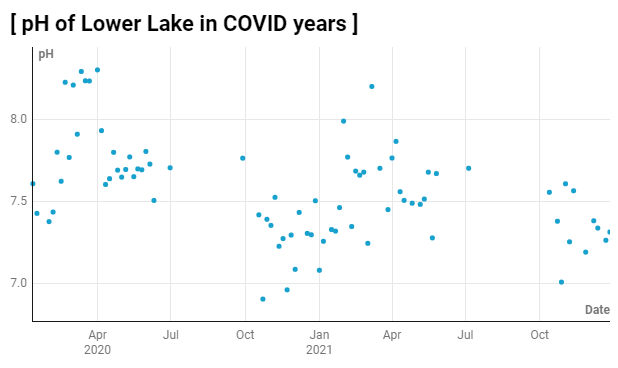 [ pH of Lower Lake in COVID years ]
pH
8.0
7.5
7.0
Date
Apr Jul Oct Jan Apr Jul Oct
2020 2021